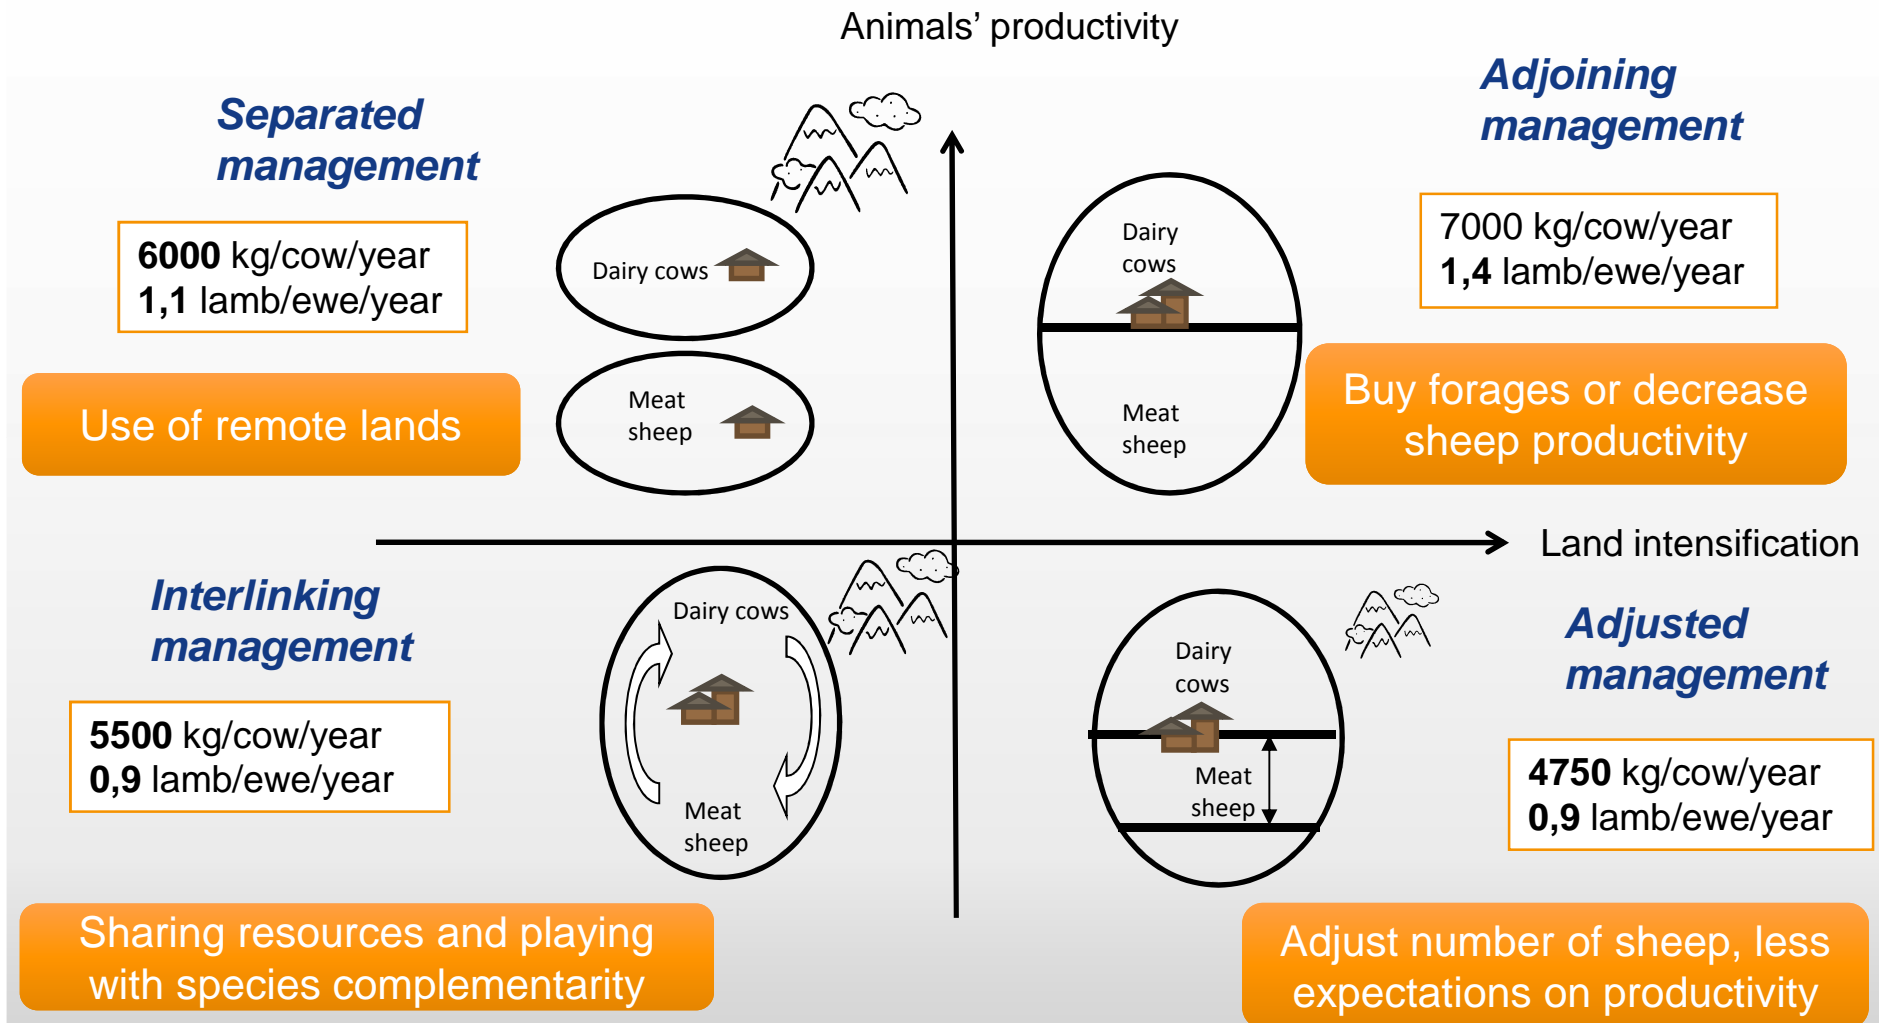 Animals’ productivity
Separated
management
6000 kg/cow/year
1,1 lamb/ewe/year
Use of remote lands
Dairy cows
Meat
sheep
Adjoining
management
7000 kg/cow/year
1,4 lamb/ewe/year
Dairy
cows
Meat
sheep
Buy forages or decrease
sheep productivity
Land intensification
Interlinking
management
5500 kg/cow/year
0,9 lamb/ewe/year
Dairy cows
Meat
sheep
Sharing resources and playing
with species complementarity
Dairy
cows
Meat
sheep
Adjusted
management
4750 kg/cow/year
0,9 lamb/ewe/year
Adjust number of sheep, less
expectations on productivity